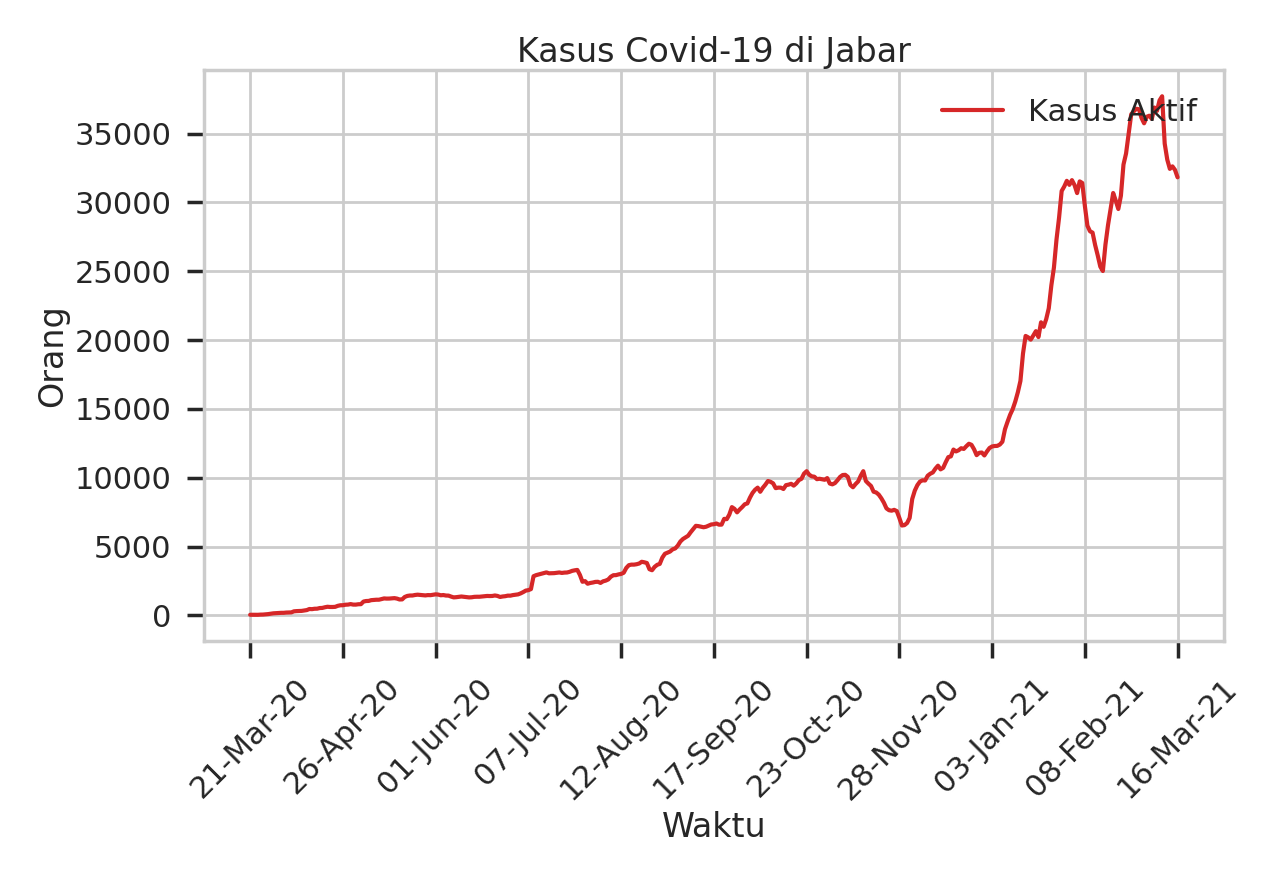 Kasus Covid-19 di Jabar
Kasus Aktif
35000
30000
25000
20000
15000
10000
5000
0
Orang
21-Mar-20
26-Apr-20
01-Jun-20
07-Jul-20
12-Aug-20
17-Sep-20
23-Oct-20
28-Nov-20
03-Jan-21
08-Feb-21
16-Mar-21
Waktu